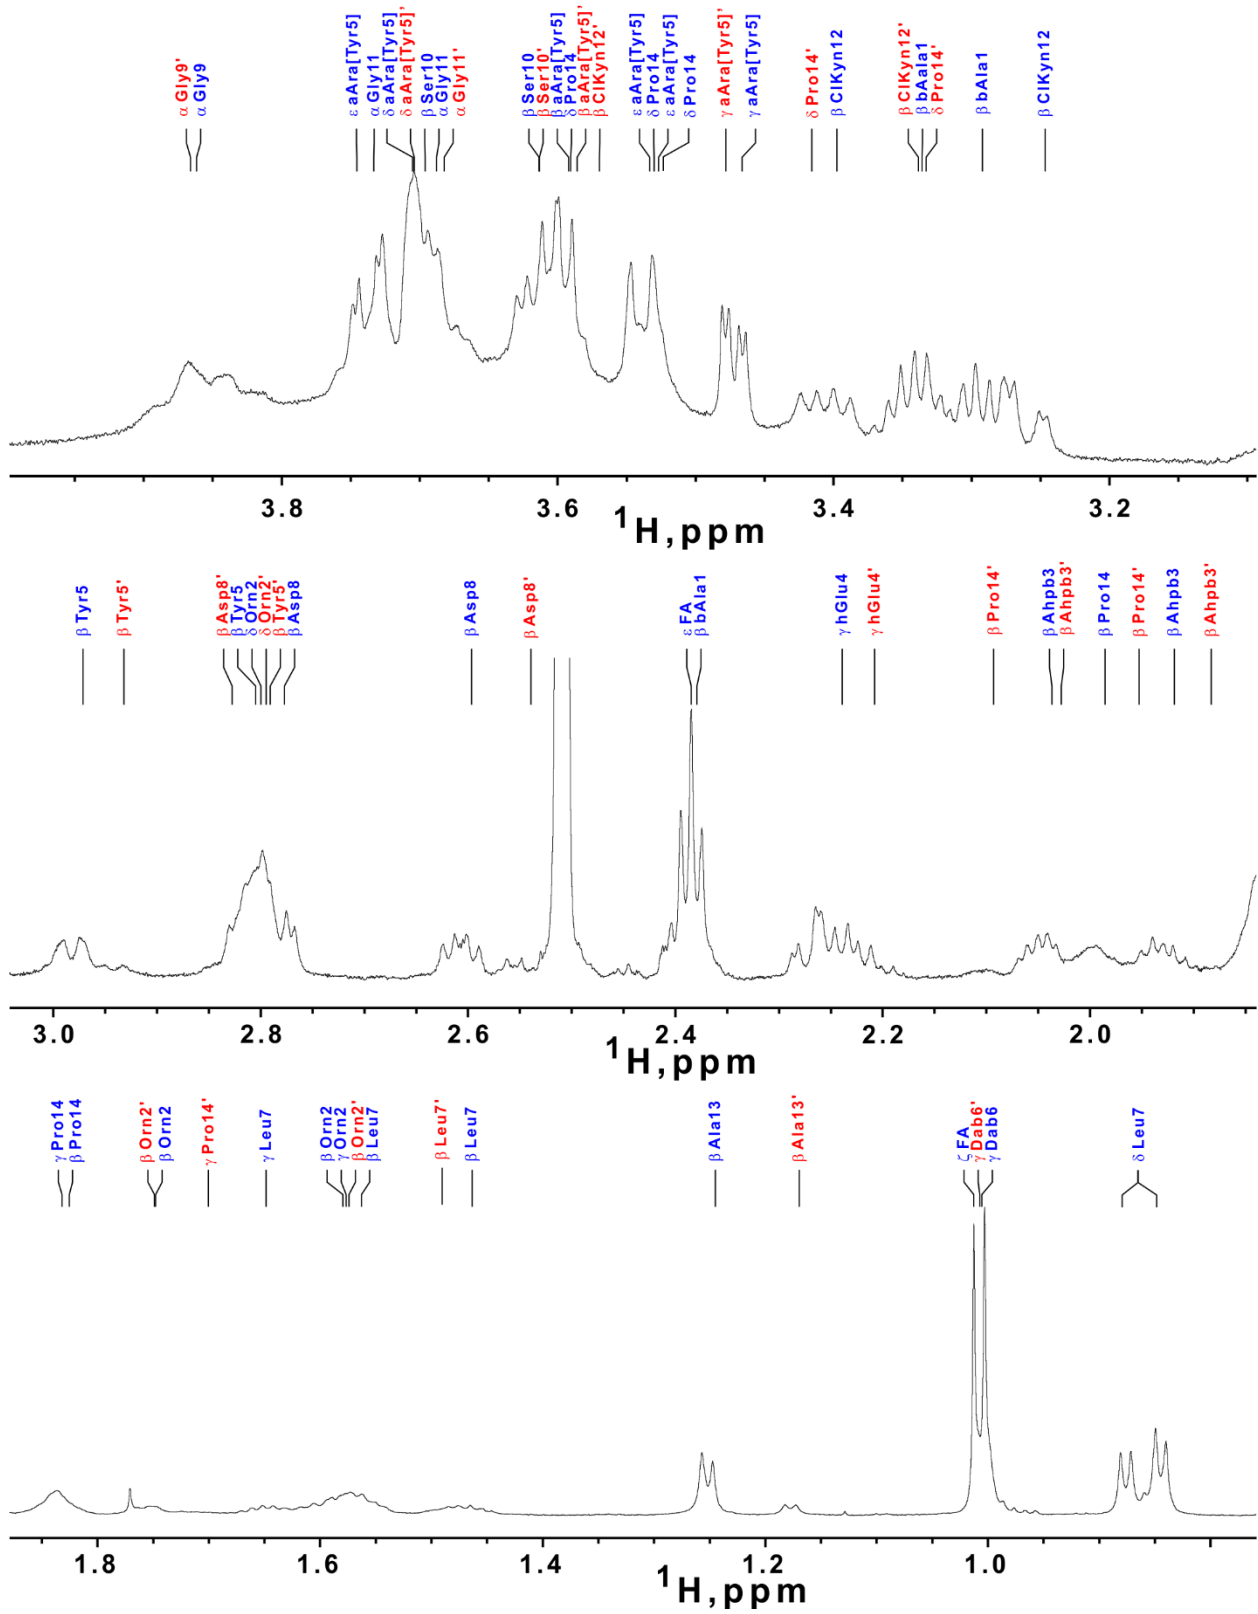 α Gly9'
α Gly9
ε aAra[Tyr5]
α Gly11
δ aAra[Tyr5]
δ aAra[Tyr5]'
β Ser10
α Gly11
α Gly11'
β Ser10
β Ser10'
β aAra[Tyr5]
δ Pro14
β aAra[Tyr5]'
β ClKyn12'
ε aAra[Tyr5]
δ Pro14
ε aAra[Tyr5]
δ Pro14
γ aAra[Tyr5]'
γ aAra[Tyr5]
δ Pro14'
β ClKyn12
β ClKyn12'
β bAala1
δ Pro14'
β bAla1
β ClKyn12
3.8 3.6 3.4 3.2
1H,ppm
β Tyr5
β Tyr5'
β Asp8'
β Tyr5
δ Orn2
δ Orn2'
β Tyr5'
β Asp8
β Asp8
β Asp8'
ε FA
β bAla1
γ hGlu4
γ hGlu4'
β Pro14'
β Ahpb3
β Ahpb3'
β Pro14
β Pro14'
β Ahpb3
β Ahpb3'
3.0 2.8 2.6 2.4 2.2 2.0
1H,ppm
γ Pro14
β Pro14
β Orn2'
β Orn2
γ Pro14'
γ Leu7
β Orn2
γ Orn2
β Orn2'
β Leu7
β Leu7'
β Leu7
β Ala13
β Ala13'
ζ FA
γ Dab6'
γ Dab6
δ Leu7
1.8 1.6 1.4 1.2 1.0
1H,ppm